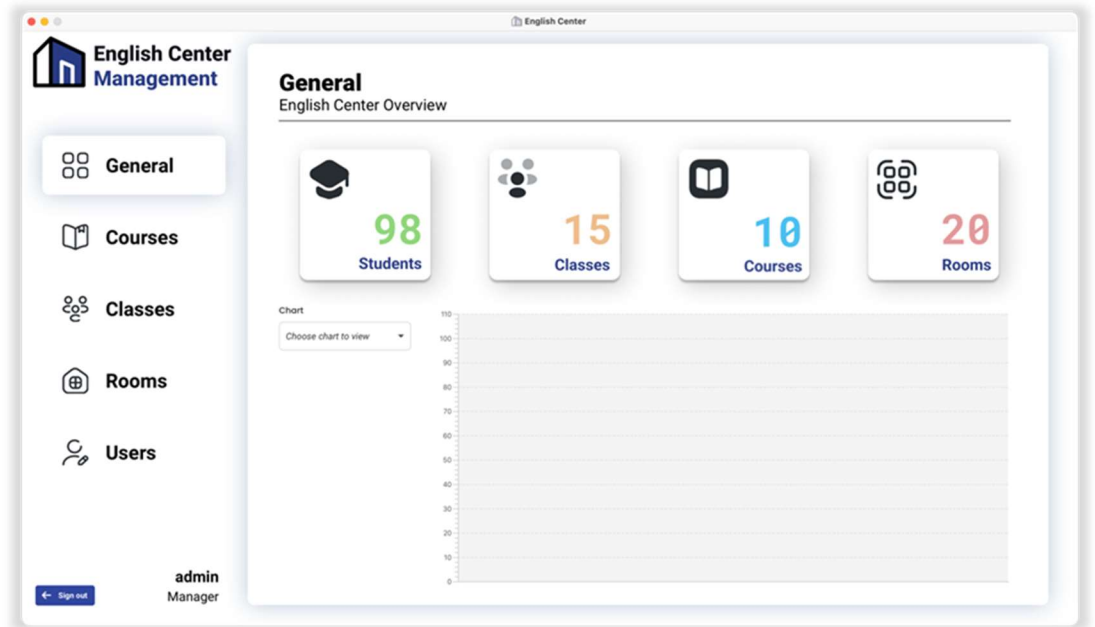 English Center
English Center
Management
General
Courses
Classes
Rooms
Users
← Sign out
admin
Manager
General
English Center Overview
98
Students
15
Classes
10
Courses
20
Rooms
Chart
Choose chart to view
110
100
90
80
70
60
50
40
30
20
10
0